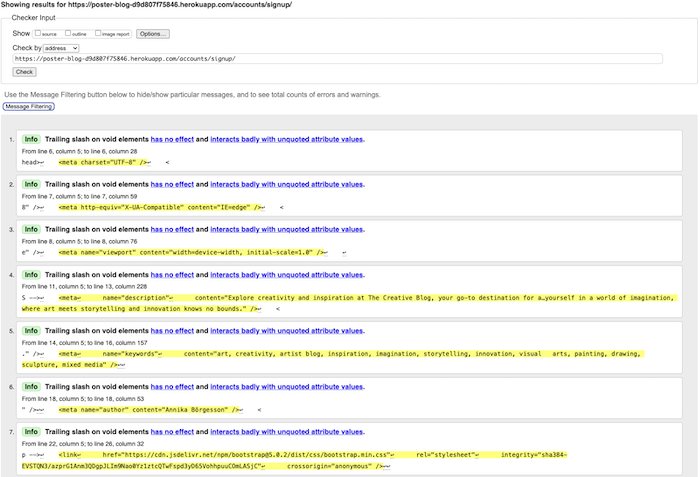 Showing results for https://poster-blog-d9d807f75846.herokuapp.com/accounts/signup/
Checker Input
Show source outline image report Options...
Check by address
https://poster-blog-d9d807f75846.herokuapp.com/accounts/signup/
Check
Use the Message Filtering button below to hide/show particular messages, and to see total counts of errors and warnings.
Message Filtering
1. Info Trailing slash on void elements has no effect and interacts badly with unquoted attribute values.
From line 6, column 5; to line 6, column 28
head>↩ <meta charset="UTF-8" />↩ <
2. Info Trailing slash on void elements has no effect and interacts badly with unquoted attribute values.
From line 7, column 5; to line 7, column 59
8" />↩ <meta http-equiv="X-UA-Compatible" content="IE=edge" />↩ <
3. Info Trailing slash on void elements has no effect and interacts badly with unquoted attribute values.
From line 8, column 5; to line 8, column 76
e" />↩ <meta name="viewport" content="width=device-width, initial-scale=1.0" />↩ ↩
4. Info Trailing slash on void elements has no effect and interacts badly with unquoted attribute values.
From line 11, column 5; to line 13, column 228
S -->↩ <meta↩ name="description"↩ content="Explore creativity and inspiration at The Creative Blog, your go-to destination for a…yourself in a world of imagination,
where art meets storytelling and innovation knows no bounds." />↩ <
5. Info Trailing slash on void elements has no effect and interacts badly with unquoted attribute values.
From line 14, column 5; to line 16, column 157
." />↩ <meta↩ name="keywords"↩ content="art, creativity, artist blog, inspiration, imagination, storytelling, innovation, visual arts, painting, drawing,
sculpture, mixed media" />↩↩
6. Info Trailing slash on void elements has no effect and interacts badly with unquoted attribute values.
From line 18, column 5; to line 18, column 53
" />↩↩ <meta name="author" content="Annika Börgesson" />↩ <
7. Info Trailing slash on void elements has no effect and interacts badly with unquoted attribute values.
From line 22, column 5; to line 26, column 32
p -->↩ <link↩ href="https://cdn.jsdelivr.net/npm/bootstrap@5.0.2/dist/css/bootstrap.min.css"↩ rel="stylesheet"↩ integrity="sha384-
EVSTQN3/azprG1Anm3QDgpJLIm9Nao0Yz1ztcQTwFspd3yD65VohhpuuCOmLASjC"↩ crossorigin="anonymous" />↩↩